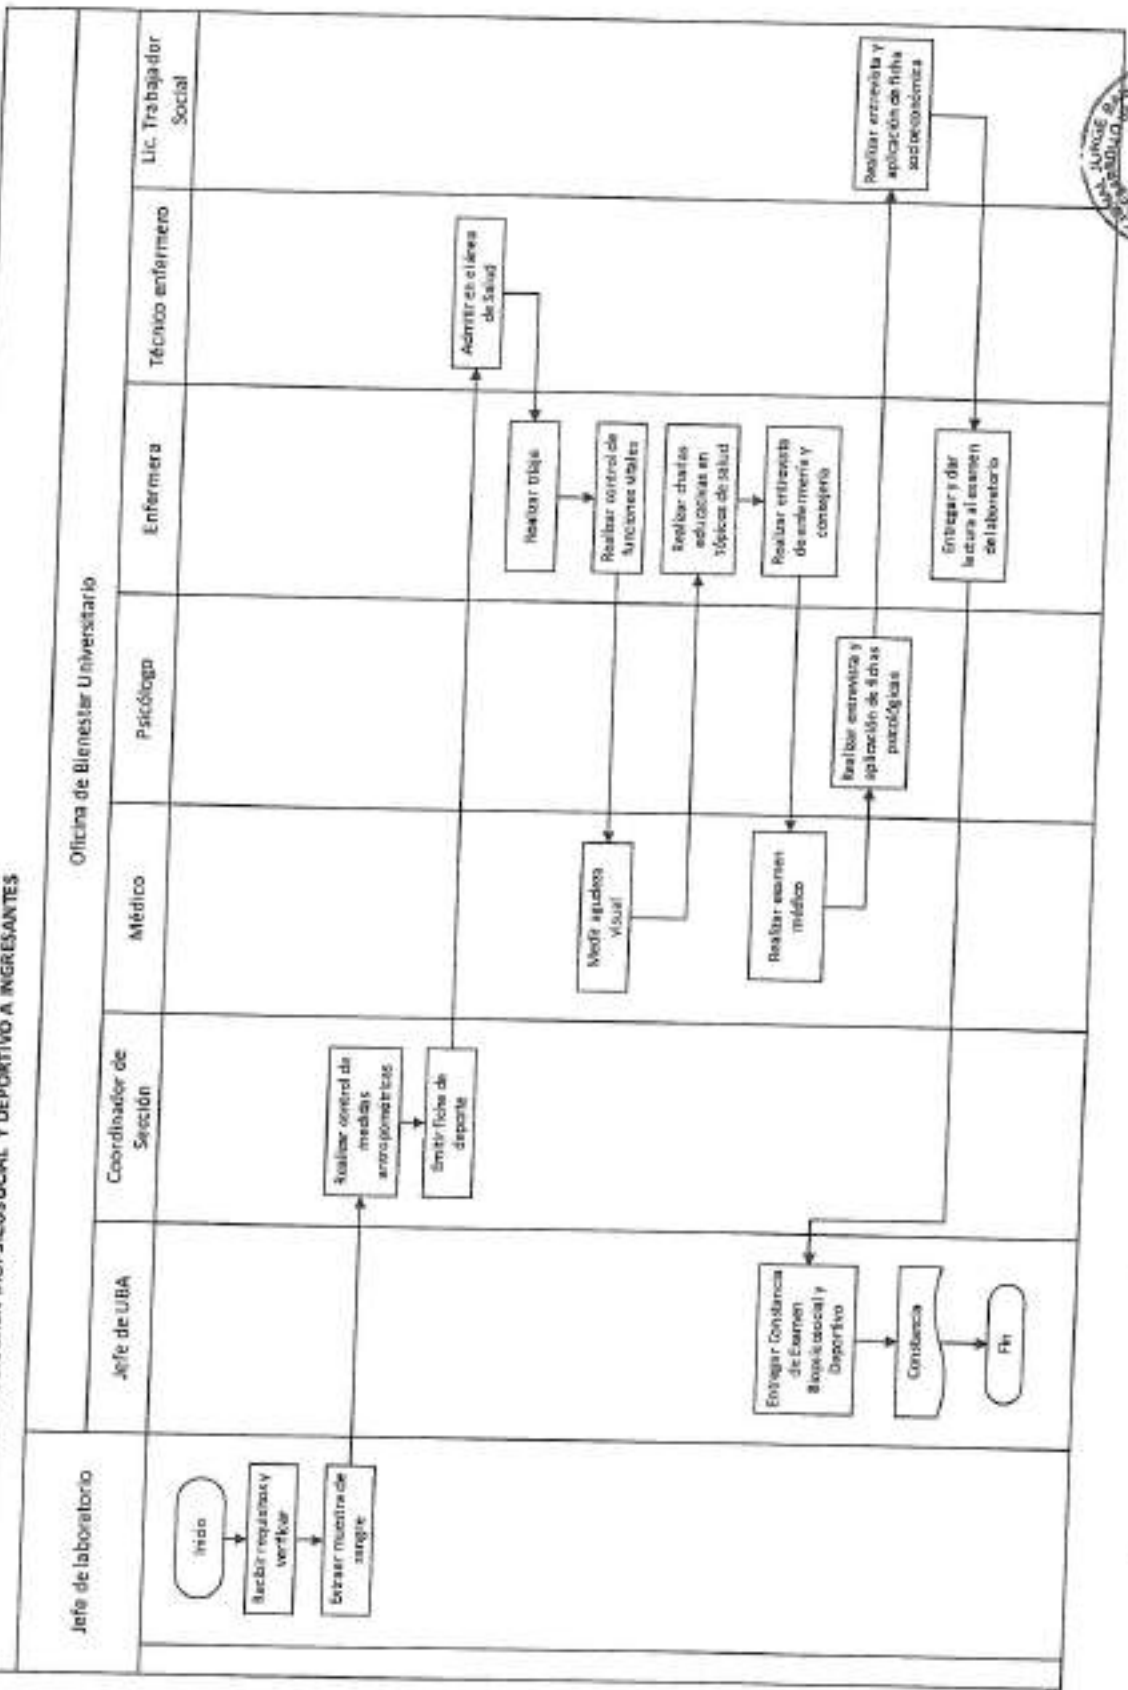 Y DEPORTIVO A INGRESANTES
Oficina de Bienestar Universitario
Jefe de laboratorio
Jefe de UBA
Coordinador de
Sección
Médico
Psicólogo
Enfermera
Técnico enfermero
Lic. Trabajador
Social
Inicio
Recibir requisitos y
verificar
Extraer muestra de
sangre
Realizar control de
medidas
antropométricas
Emitir fiche de
deporte
Admitir en el área
de Salud
Realizar triaje
Realizar control de
funciones vitales
Medir agudeza
visual
Realizar charlas
educativas en
tópicos de salud
Realizar entrevista
de enfermería y
consejería
Realizar examen
médico
Realizar entrevista y
aplicación de fichas
psicológicas
Realizar entrevista y
aplicación de ficha
socioeconómica
Entregar y dar
lectura al examen
de laboratorio
Entregar Constancia
de Examen
Biopsicosocial y
Deportivo
Constancia
Fin
JORGE